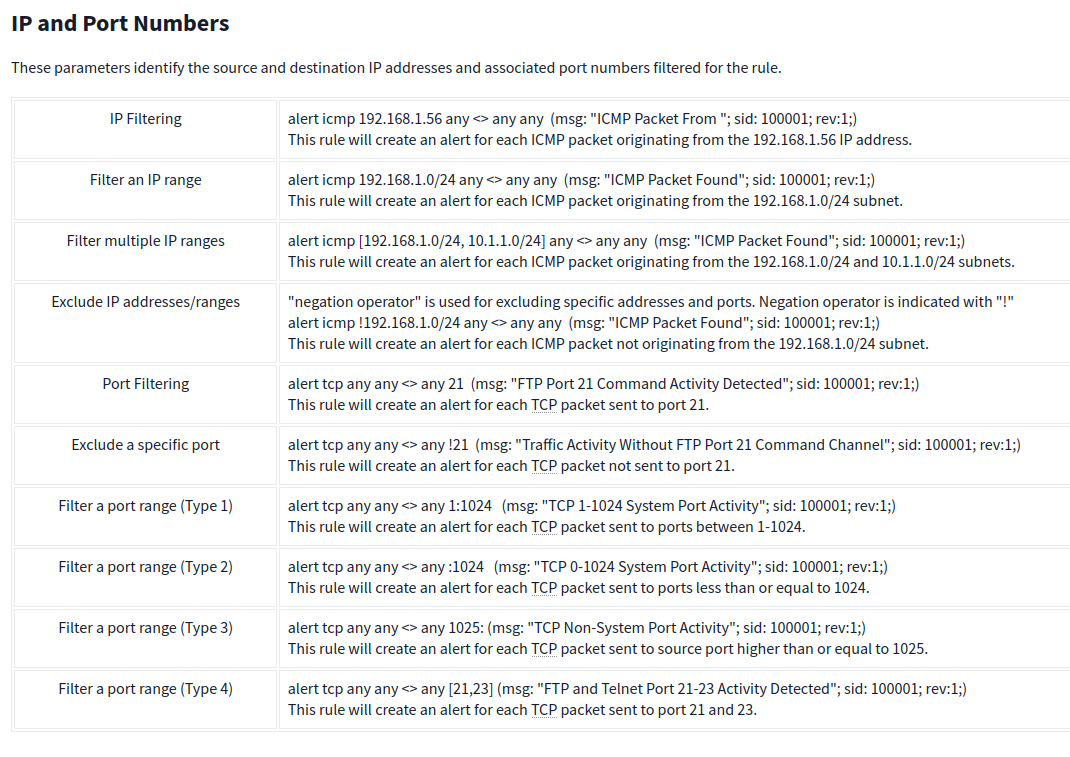 IP and Port Numbers
These parameters identify the source and destination IP addresses and associated port numbers filtered for the rule.
IP Filtering
alert icmp 192.168.1.56 any <> any any  (msg: "ICMP Packet From "; sid: 100001; rev:1;)
This rule will create an alert for each ICMP packet originating from the 192.168.1.56 IP address.
Filter an IP range
alert icmp 192.168.1.0/24 any <> any any  (msg: "ICMP Packet Found"; sid: 100001; rev:1;)
This rule will create an alert for each ICMP packet originating from the 192.168.1.0/24 subnet.
Filter multiple IP ranges
alert icmp [192.168.1.0/24, 10.1.1.0/24] any <> any any  (msg: "ICMP Packet Found"; sid: 100001; rev:1;)
This rule will create an alert for each ICMP packet originating from the 192.168.1.0/24 and 10.1.1.0/24 subnets.
Exclude IP addresses/ranges
"negation operator" is used for excluding specific addresses and ports. Negation operator is indicated with "!"
alert icmp !192.168.1.0/24 any <> any any  (msg: "ICMP Packet Found"; sid: 100001; rev:1;)
This rule will create an alert for each ICMP packet not originating from the 192.168.1.0/24 subnet.
Port Filtering
alert tcp any any <> any 21  (msg: "FTP Port 21 Command Activity Detected"; sid: 100001; rev:1;)
This rule will create an alert for each TCP packet sent to port 21.
Exclude a specific port
alert tcp any any <> any !21  (msg: "Traffic Activity Without FTP Port 21 Command Channel"; sid: 100001; rev:1;)
This rule will create an alert for each TCP packet not sent to port 21.
Filter a port range (Type 1)
alert tcp any any <> any 1:1024   (msg: "TCP 1-1024 System Port Activity"; sid: 100001; rev:1;)
This rule will create an alert for each TCP packet sent to ports between 1-1024.
Filter a port range (Type 2)
alert tcp any any <> any :1024   (msg: "TCP 0-1024 System Port Activity"; sid: 100001; rev:1;)
This rule will create an alert for each TCP packet sent to ports less than or equal to 1024.
Filter a port range (Type 3)
alert tcp any any <> any 1025: (msg: "TCP Non-System Port Activity"; sid: 100001; rev:1;)
This rule will create an alert for each TCP packet sent to source port higher than or equal to 1025.
Filter a port range (Type 4)
alert tcp any any <> any [21,23] (msg: "FTP and Telnet Port 21-23 Activity Detected"; sid: 100001; rev:1;)
This rule will create an alert for each TCP packet sent to port 21 and 23.